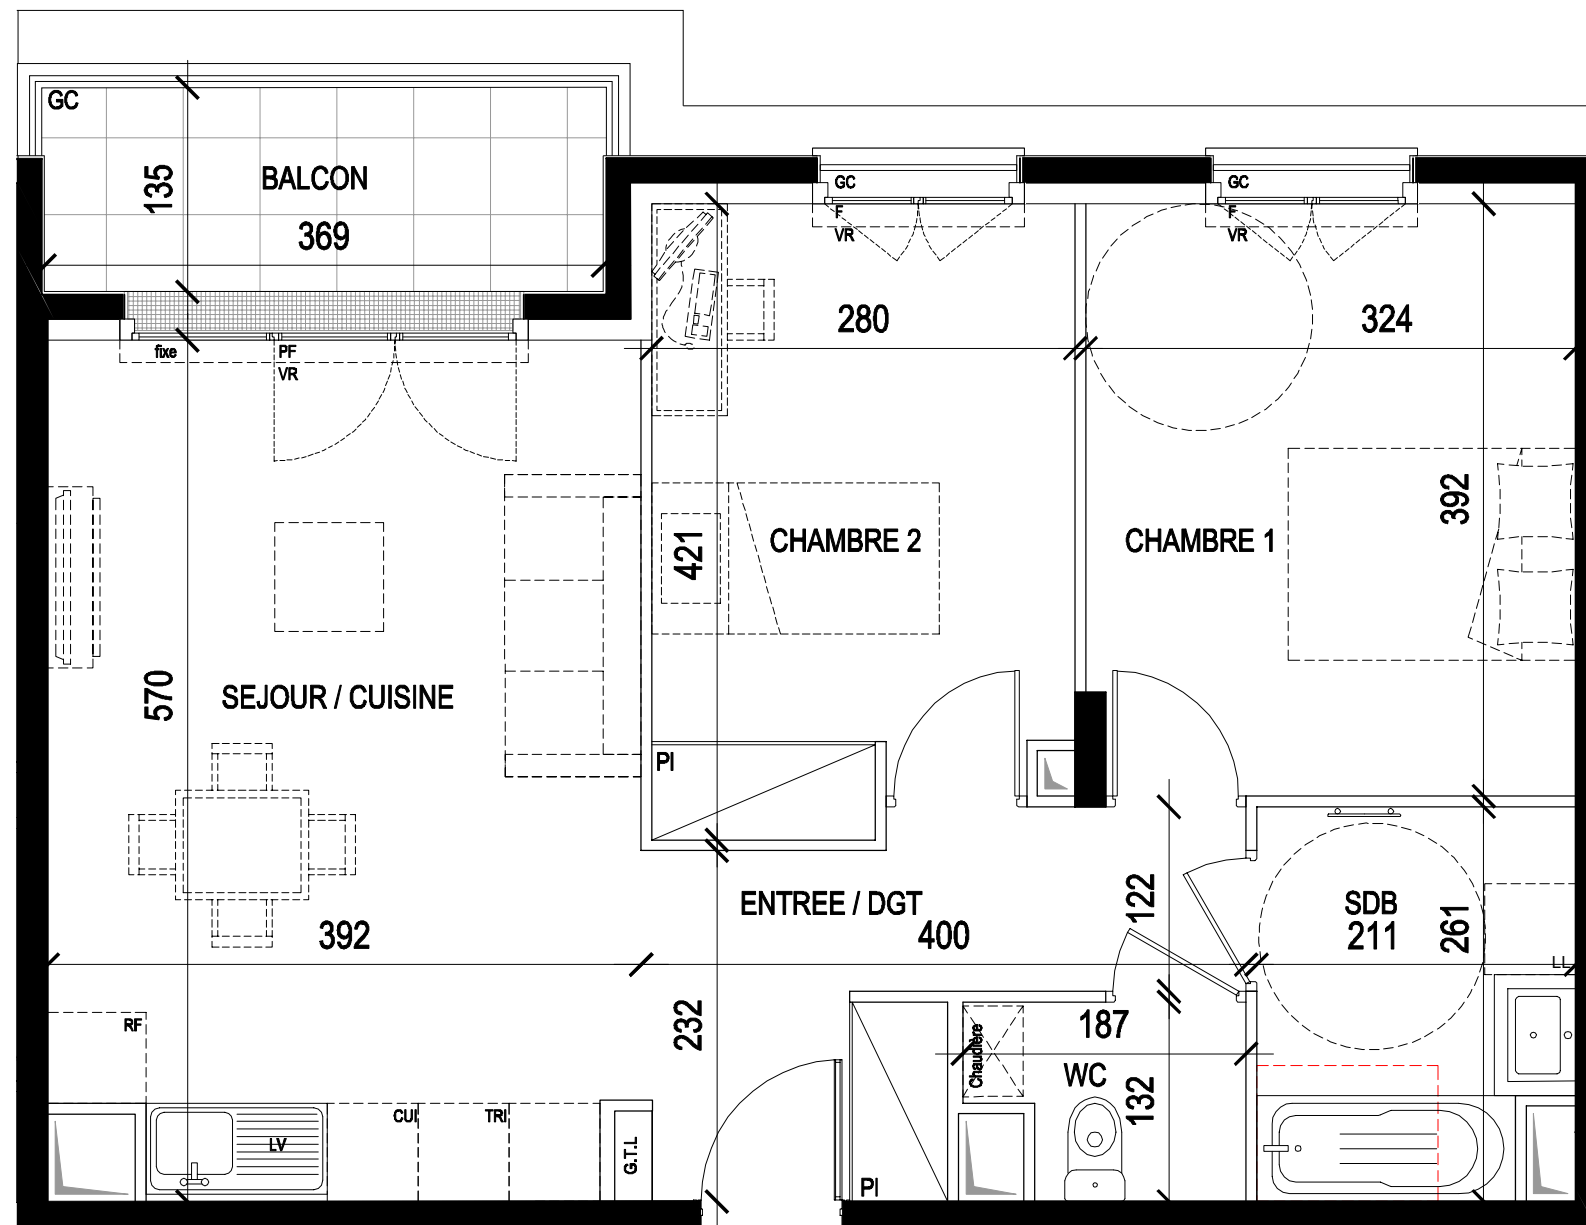 GC
135
BALCON
369
GC
F
VR
GC
F
VR
280
324
fixe
PF
VR
392
421
CHAMBRE 2
CHAMBRE 1
570
SEJOUR / CUISINE
PI
122
ENTREE / DGT
400
SDB
211
261
392
LL
232
RF
187
Chaudière
WC
132
CUI
TRI
LV
G.T.L
PI